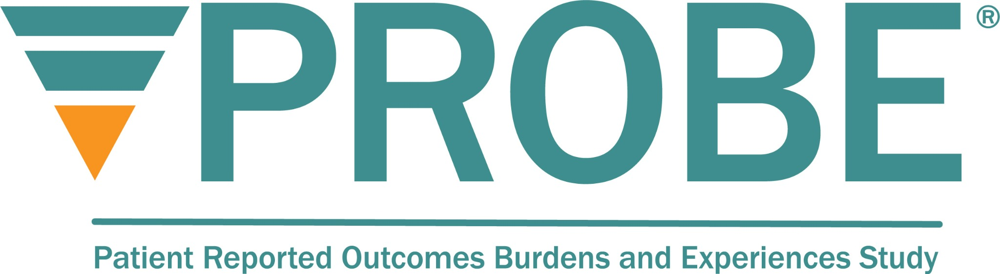 PROBE®
Patient Reported Outcomes Burdens and Experiences Study